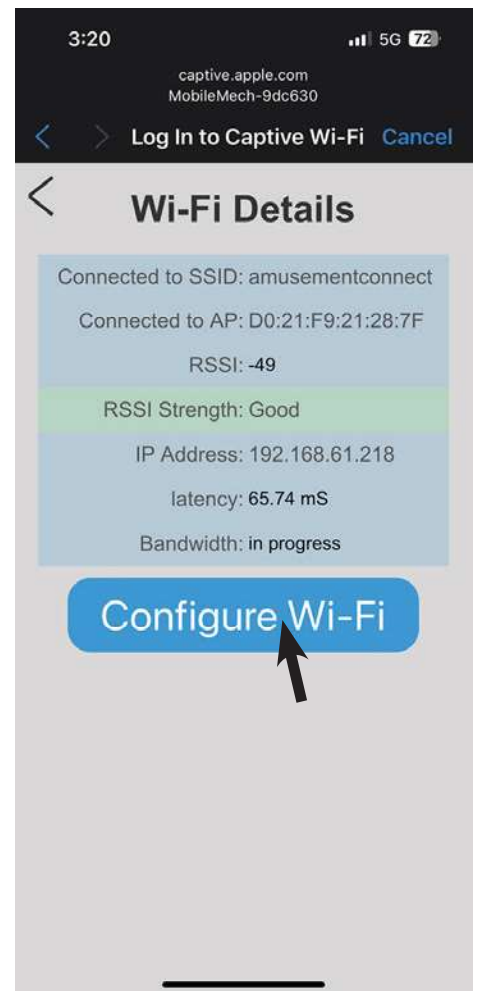 3:20 5G 72
captive.apple.com
MobileMech-9dc630
Log In to Captive Wi-Fi Cancel
Wi-Fi Details
Connected to SSID: amusementconnect
Connected to AP: D0:21:F9:21:28:7F
RSSI: -49
RSSI Strength: Good
IP Address: 192.168.61.218
latency: 65.74 mS
Bandwidth: in progress
Configure Wi-Fi